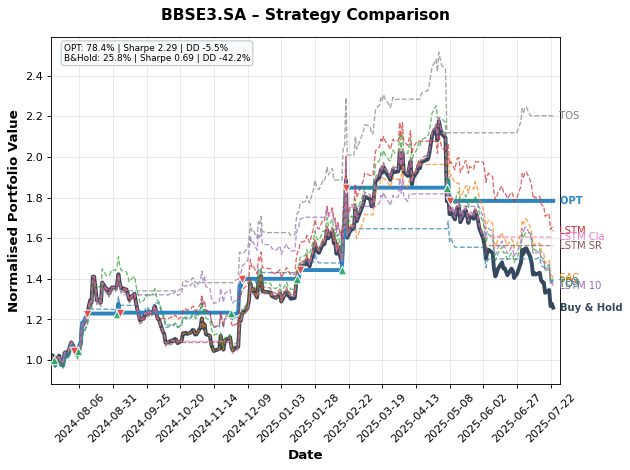 BBSE3.SA – Strategy Comparison
OPT: 78.4% | Sharpe 2.29 | DD -5.5%
B&Hold: 25.8% | Sharpe 0.69 | DD -42.2%
Normalised Portfolio Value
2.4
2.2
2.0
1.8
1.6
1.4
1.2
1.0
TOS
OPT
LSTM
LSTM Cla
LSTM SR
LSTM 10
Buy & Hold
2024-08-06
2024-08-31
2024-09-25
2024-10-20
2024-11-14
2024-12-09
2025-01-03
2025-01-28
2025-02-22
2025-03-19
2025-04-13
2025-05-08
2025-06-02
2025-06-27
2025-07-22
Date